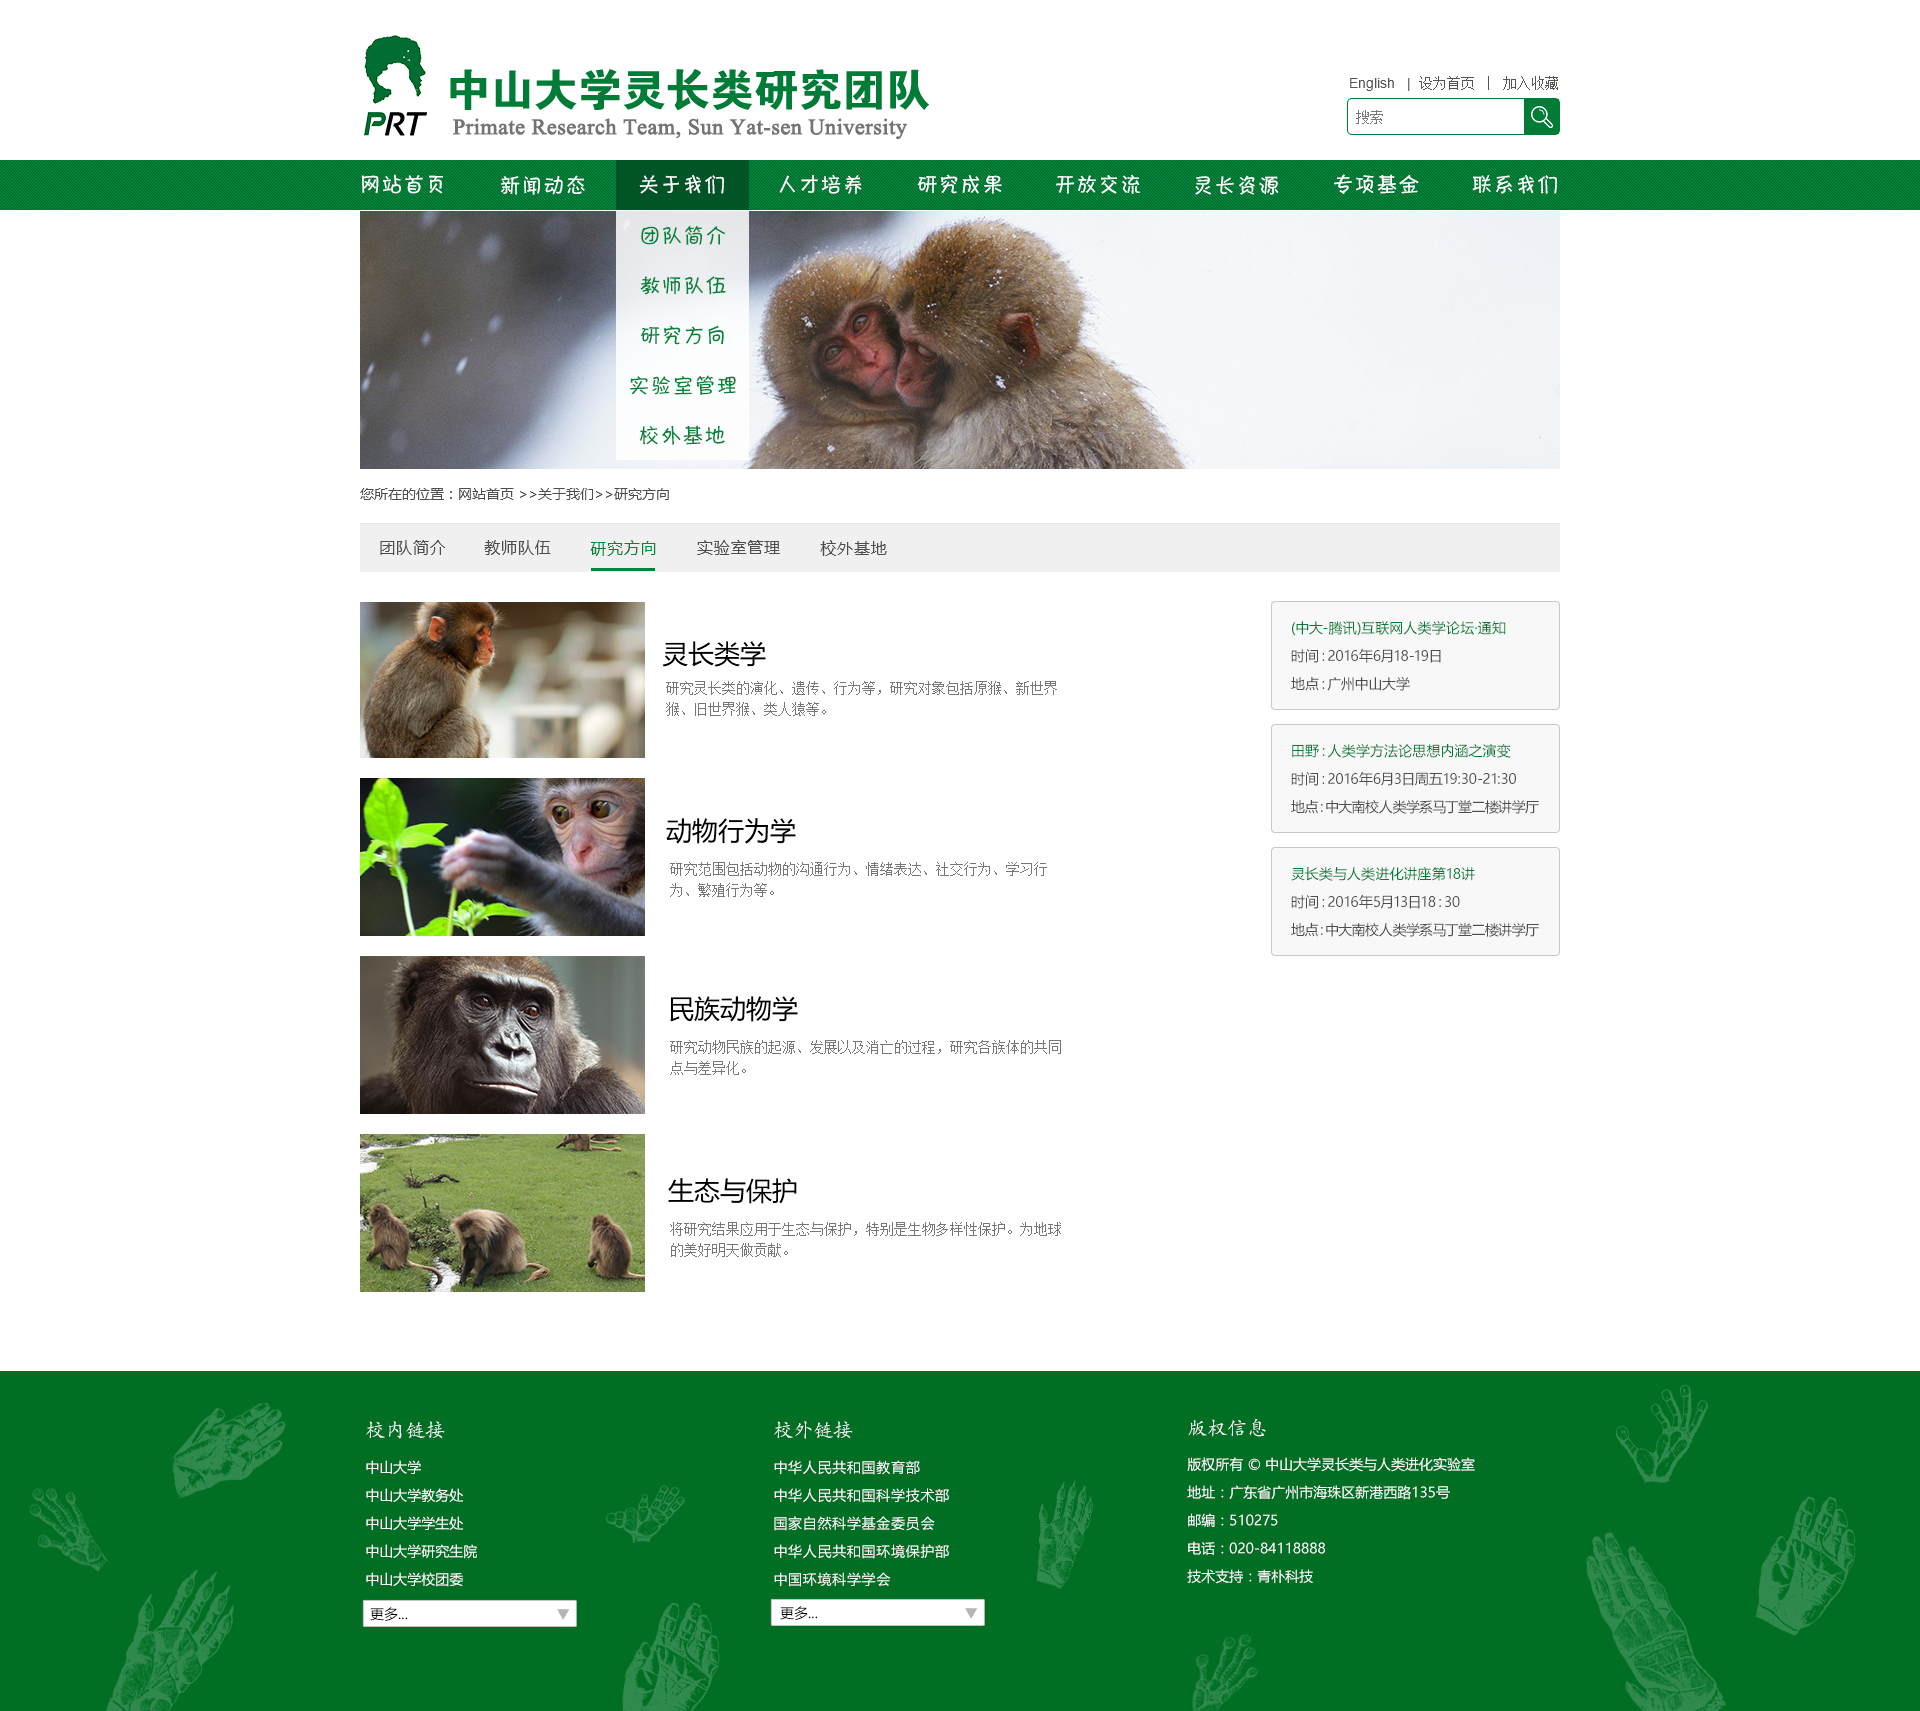 PRT
中山大学灵长类研究团队
Primate Research Team, Sun Yat-sen University
English | 设为首页 | 加入收藏
搜索
网站首页 新闻动态 关于我们 人才培养 研究成果 开放交流 灵长资源 专项基金 联系我们
团队简介
教师队伍
研究方向
实验室管理
校外基地
您所在的位置：网站首页 >>关于我们>>研究方向
团队简介 教师队伍 研究方向 实验室管理 校外基地
灵长类学
研究灵长类的演化、遗传、行为等，研究对象包括原猴、新世界
猴、旧世界猴、类人猿等。
动物行为学
研究范围包括动物的沟通行为、情绪表达、社交行为、学习行
为、繁殖行为等。
民族动物学
研究动物民族的起源、发展以及消亡的过程，研究各族体的共同
点与差异化。
生态与保护
将研究结果应用于生态与保护，特别是生物多样性保护。为地球
的美好明天做贡献。
(中大-腾讯)互联网人类学论坛·通知
时间：2016年6月18-19日
地点：广州中山大学
田野：人类学方法论思想内涵之演变
时间：2016年6月3日周五19:30-21:30
地点：中大南校人类学系马丁堂二楼讲学厅
灵长类与人类进化讲座第18讲
时间：2016年5月13日18：30
地点：中大南校人类学系马丁堂二楼讲学厅
校内链接
中山大学
中山大学教务处
中山大学学生处
中山大学研究生院
中山大学校团委
更多...
校外链接
中华人民共和国教育部
中华人民共和国科学技术部
国家自然科学基金委员会
中华人民共和国环境保护部
中国环境科学学会
更多...
版权信息
版权所有 © 中山大学灵长类与人类进化实验室
地址：广东省广州市海珠区新港西路135号
邮编：510275
电话：020-84118888
技术支持：青朴科技